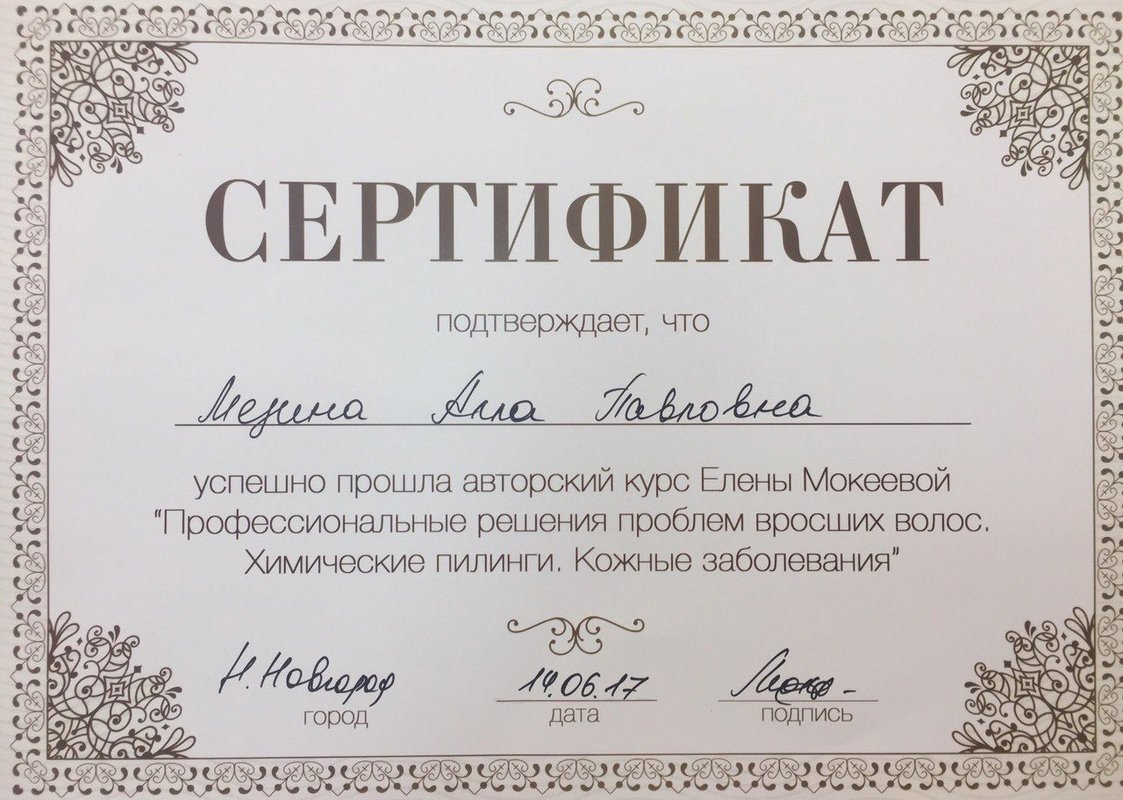 СЕРТИФИКАТ
подтверждает, что
Мезина Алла Павловна
успешно прошла авторский курс Елены Мокеевой
"Профессиональные решения проблем вросших волос.
Химические пилинги. Кожные заболевания"
Н. Новгород 14.06.17
город дата подпись